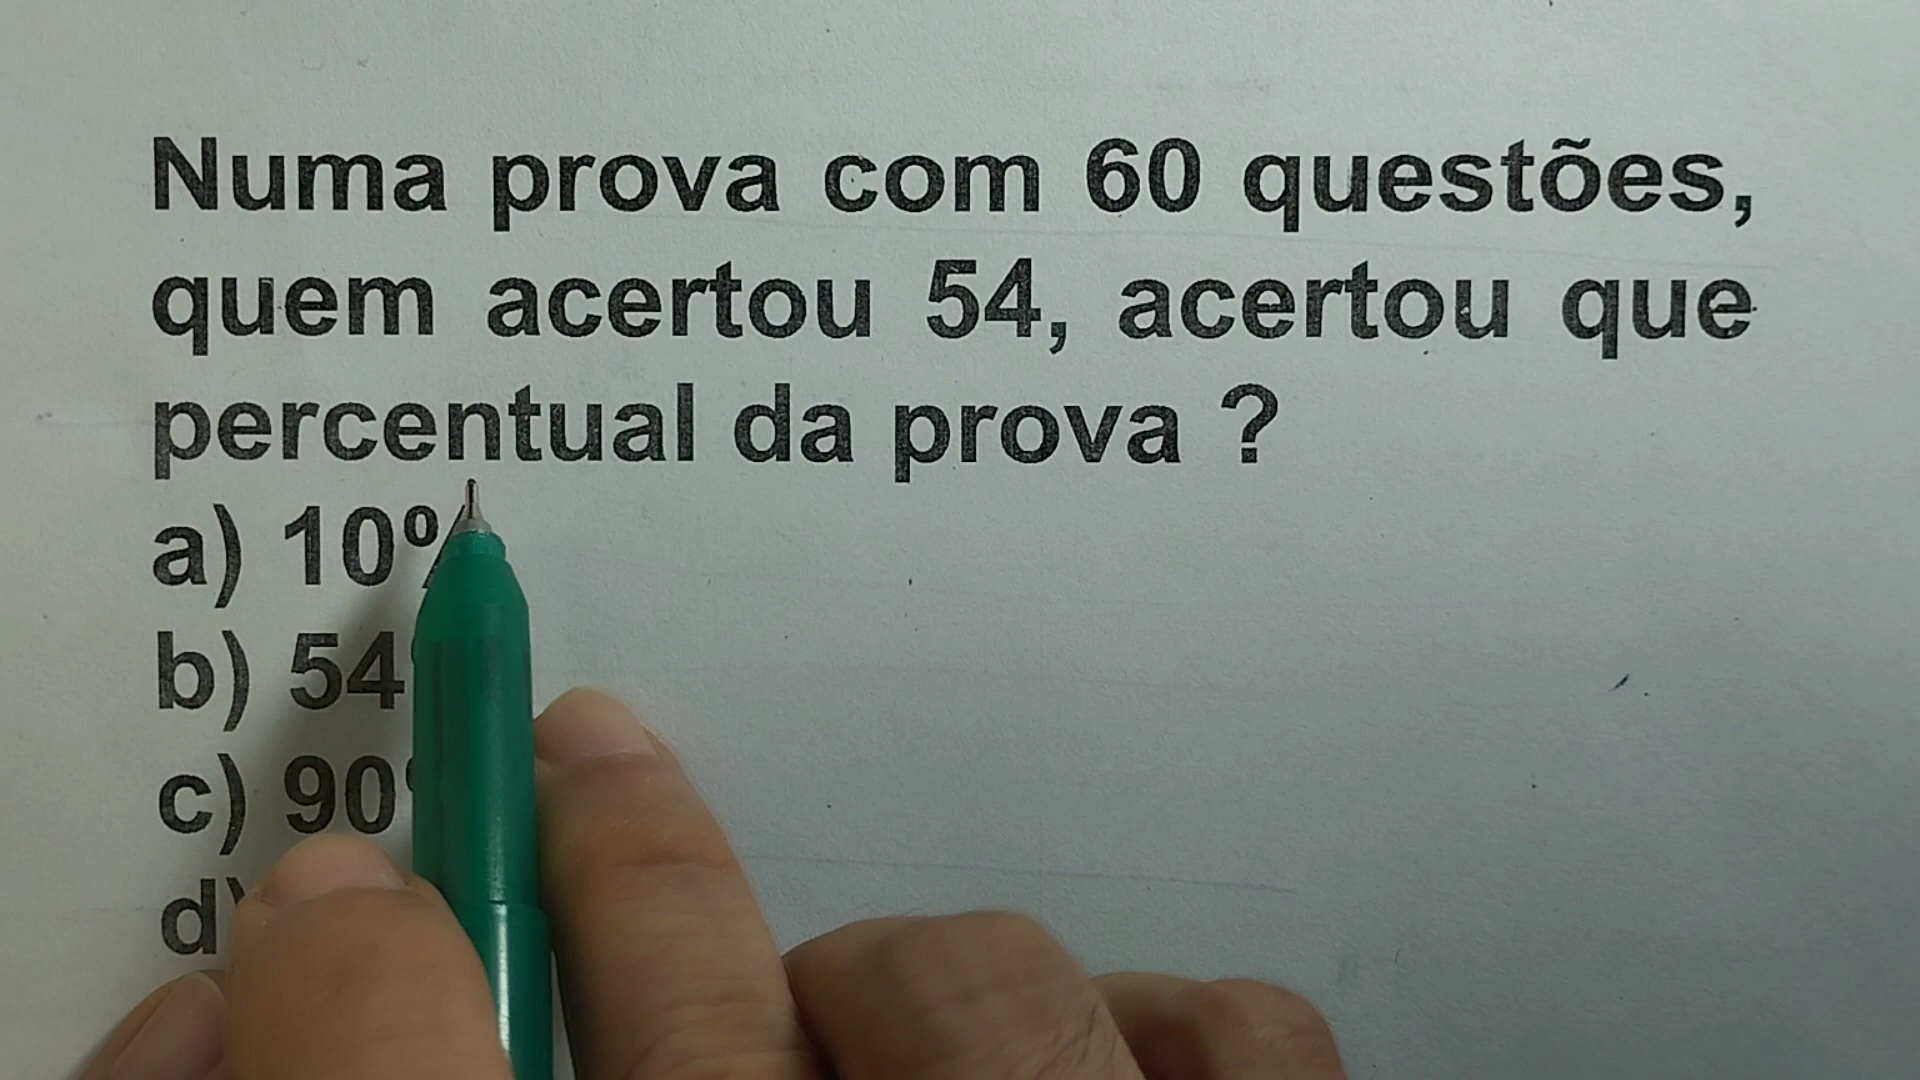 Numa prova com 60 questões,
quem acertou 54, acertou que
percentual da prova ?
a) 10%
b) 54
c) 90
d)